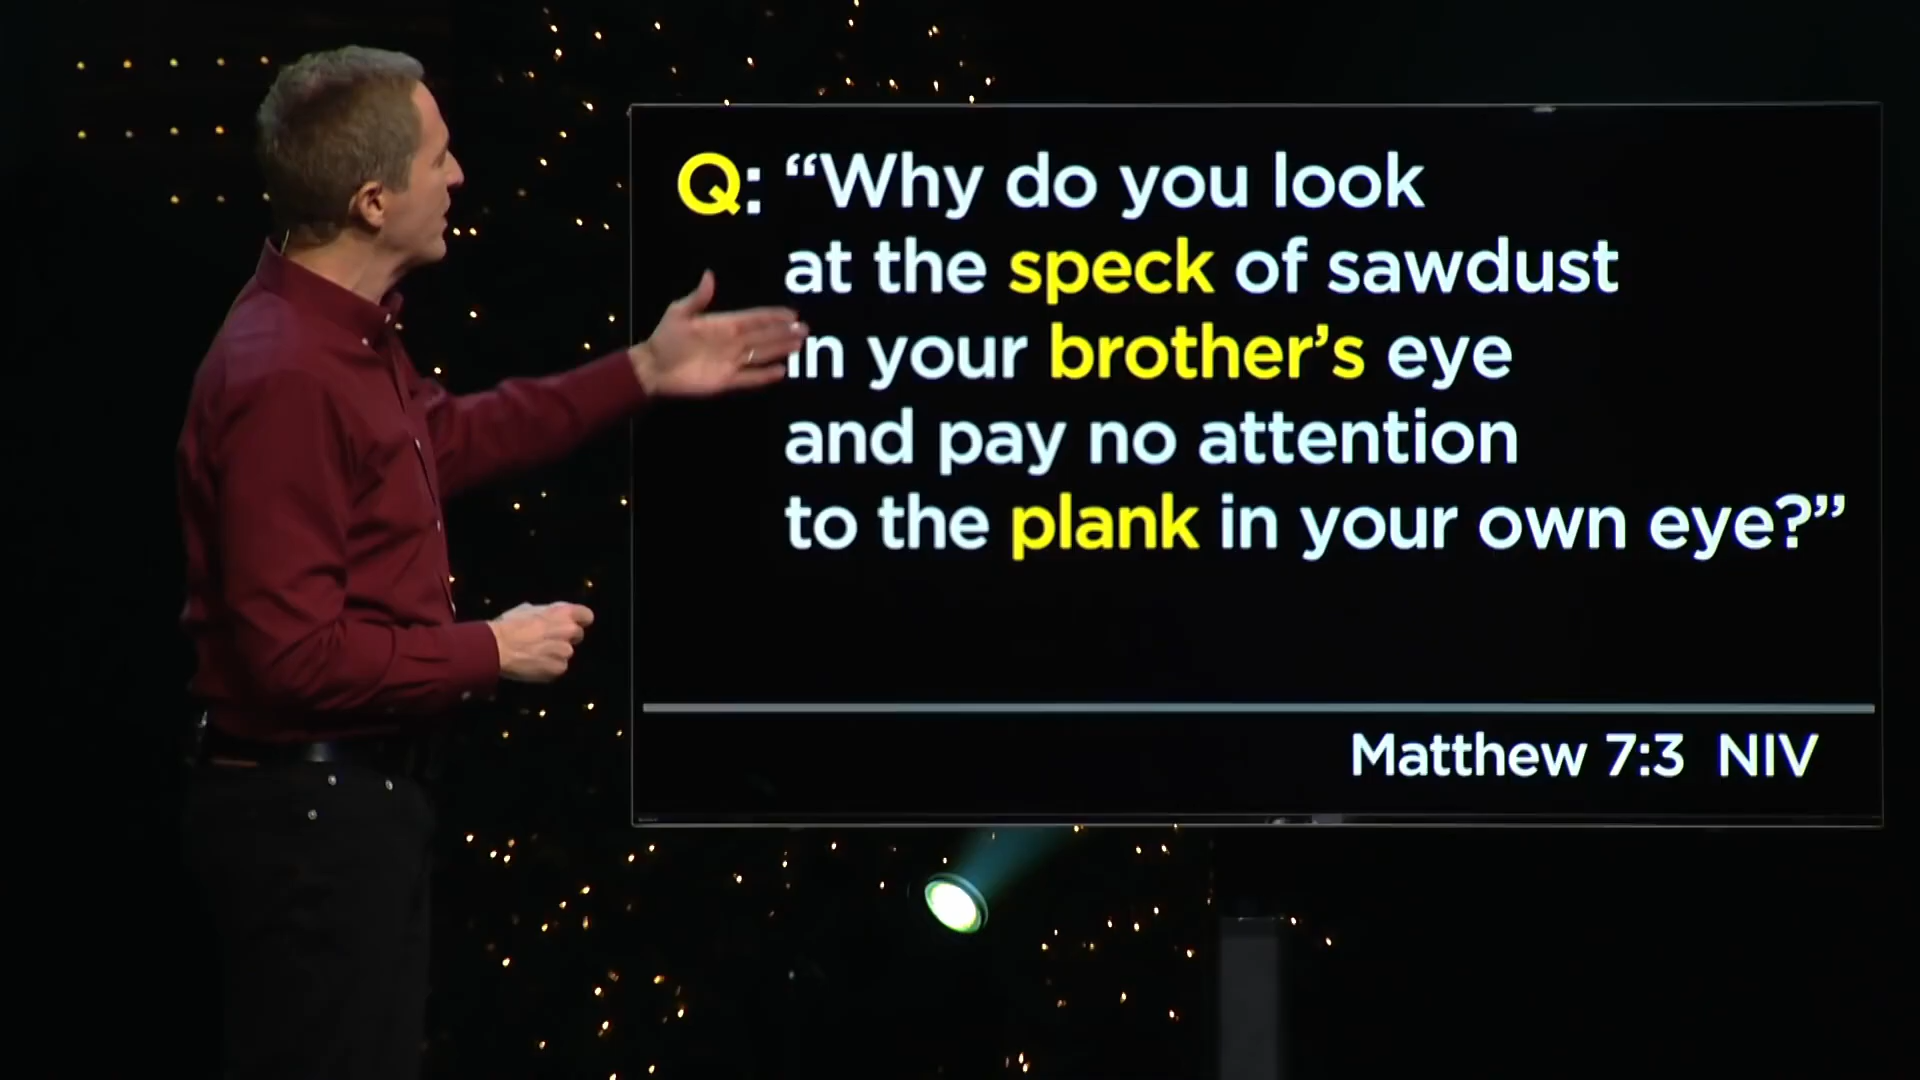 Q: “Why do you look
at the speck of sawdust
in your brother’s eye
and pay no attention
to the plank in your own eye?”
Matthew 7:3 NIV